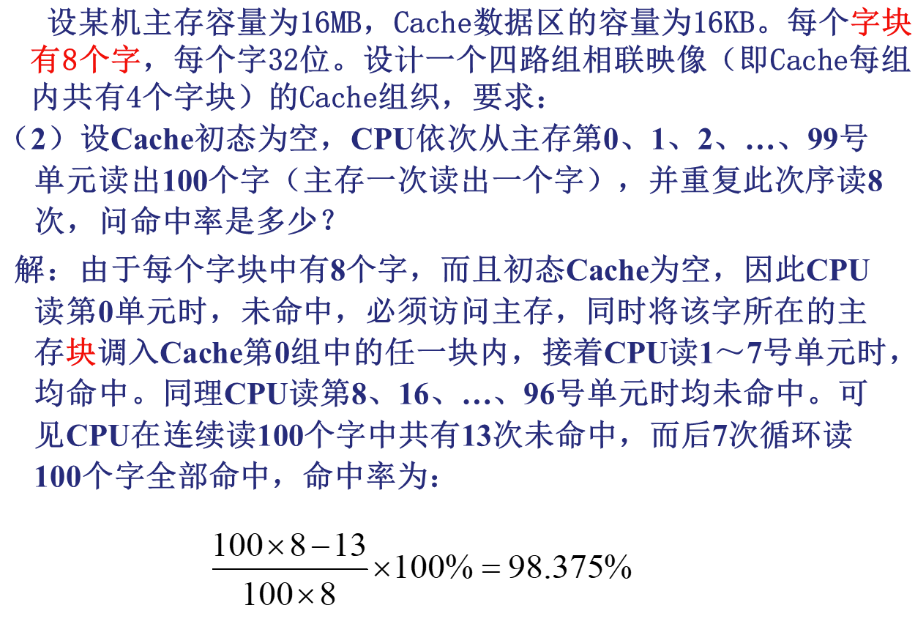 设某机主存容量为16MB，Cache数据区的容量为16KB。每个字块
有8个字，每个字32位。设计一个四路组相联映像（即Cache每组
内共有4个字块）的Cache组织，要求：
（2）设Cache初态为空，CPU依次从主存第0、1、2、…、99号
单元读出100个字（主存一次读出一个字），并重复此次序读8
次，问命中率是多少？
解：由于每个字块中有8个字，而且初态Cache为空，因此CPU
读第0单元时，未命中，必须访问主存，同时将该字所在的主
存块调入Cache第0组中的任一块内，接着CPU读1～7号单元时，
均命中。同理CPU读第8、16、…、96号单元时均未命中。可
见CPU在连续读100个字中共有13次未命中，而后7次循环读
100个字全部命中，命中率为：
100×8−13
×100% = 98.375%
100×8